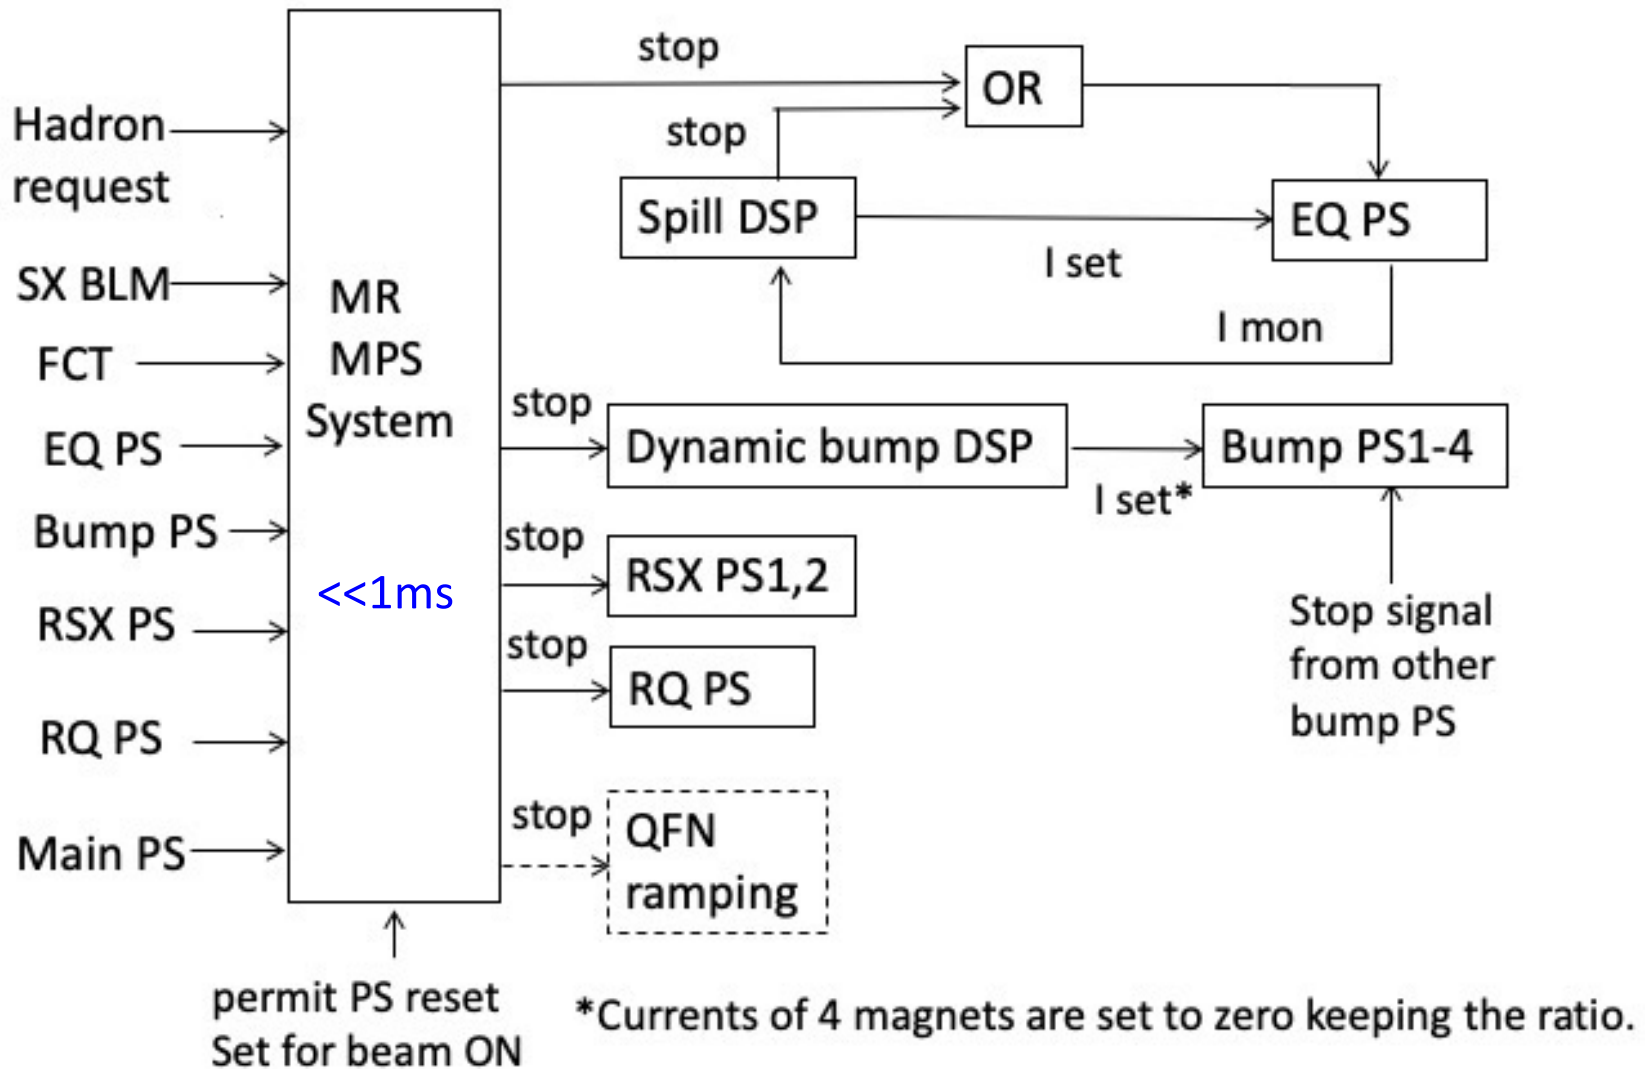 Hadron
request
SX BLM
FCT
EQ PS
Bump PS
RSX PS
RQ PS
Main PS
MR
MPS
System
<<1ms
permit PS reset
Set for beam ON
stop
OR
stop
Spill DSP
I set
EQ PS
I mon
stop
Dynamic bump DSP
I set*
Bump PS1-4
Stop signal
from other
bump PS
stop
RSX PS1,2
stop
RQ PS
stop
QFN
ramping
*Currents of 4 magnets are set to zero keeping the ratio.